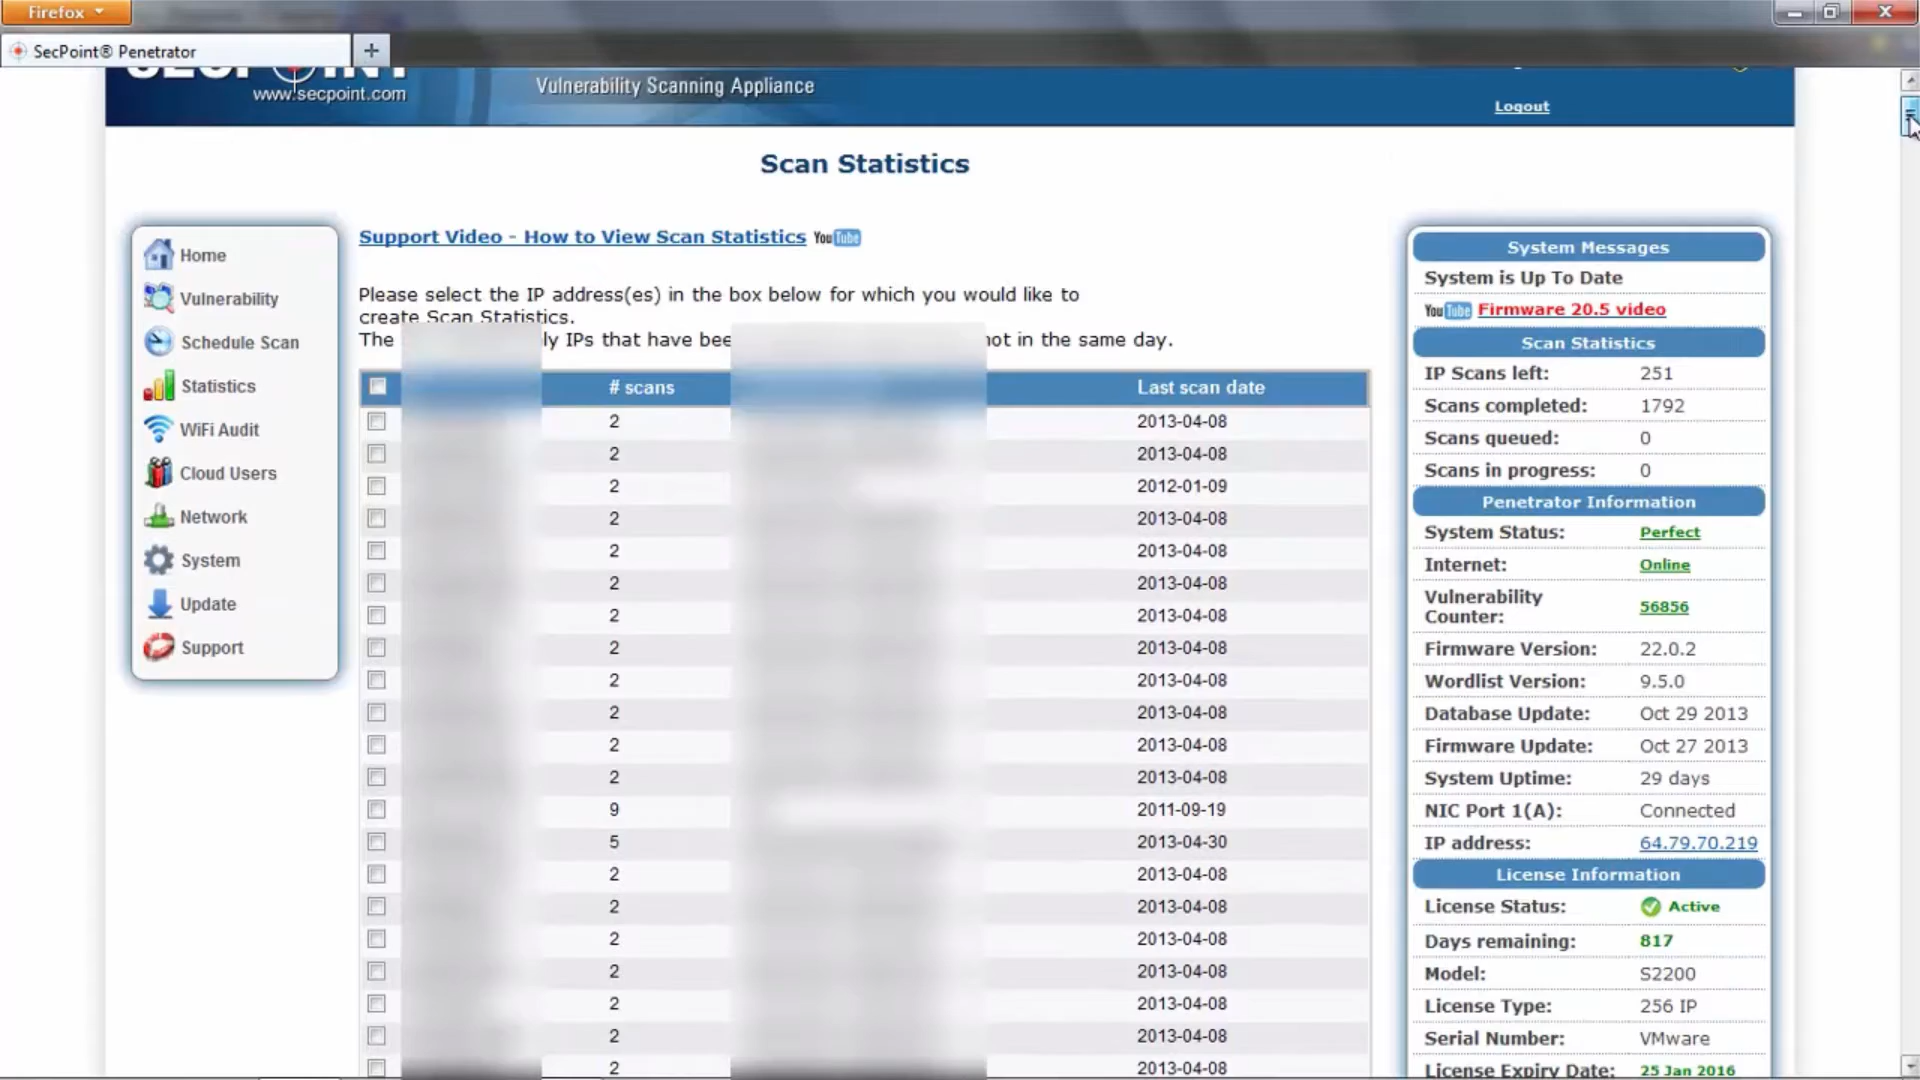 Firefox
SecPoint® Penetrator
www.secpoint.com
Vulnerability Scanning Appliance
Logout
Scan Statistics
Home
Vulnerability
Schedule Scan
Statistics
WiFi Audit
Cloud Users
Network
System
Update
Support
Support Video - How to View Scan Statistics YouTube
Please select the IP address(es) in the box below for which you would like to
create Scan Statistics.
The ly IPs that have bee not in the same day.
# scans Last scan date
2 2013-04-08
2 2013-04-08
2 2012-01-09
2 2013-04-08
2 2013-04-08
2 2013-04-08
2 2013-04-08
2 2013-04-08
2 2013-04-08
2 2013-04-08
2 2013-04-08
2 2013-04-08
9 2011-09-19
5 2013-04-30
2 2013-04-08
2 2013-04-08
2 2013-04-08
2 2013-04-08
2 2013-04-08
2 2013-04-08
2 2013-04-08
System Messages
System is Up To Date
YouTube Firmware 20.5 video
Scan Statistics
IP Scans left: 251
Scans completed: 1792
Scans queued: 0
Scans in progress: 0
Penetrator Information
System Status: Perfect
Internet: Online
Vulnerability
Counter: 56856
Firmware Version: 22.0.2
Wordlist Version: 9.5.0
Database Update: Oct 29 2013
Firmware Update: Oct 27 2013
System Uptime: 29 days
NIC Port 1(A): Connected
IP address: 64.79.70.219
License Information
License Status: Active
Days remaining: 817
Model: S2200
License Type: 256 IP
Serial Number: VMware
License Expiry Date: 25 Jan 2016